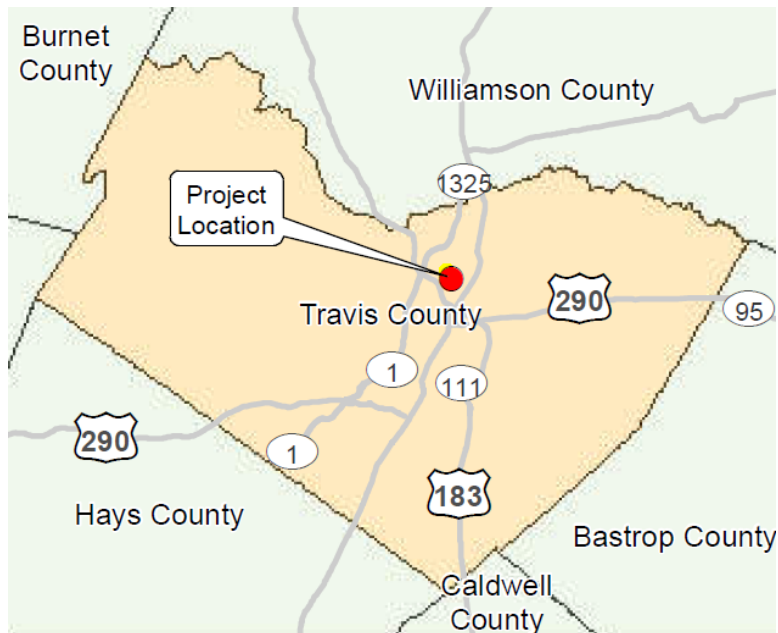 Burnet
County
Williamson County
1325
Project
Location
Travis County
290
95
1
111
290
1
183
Hays County
Bastrop County
Caldwell
County